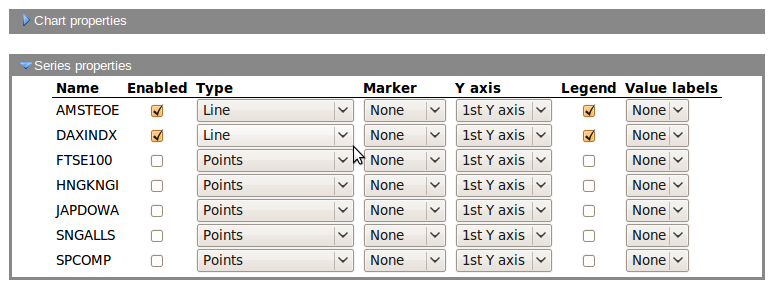 Chart properties
Series properties
Name Enabled Type Marker Y axis Legend Value labels
AMSTEOE Line None 1st Y axis None
DAXINDX Line None 1st Y axis None
FTSE100 Points None 1st Y axis None
HNGKNGI Points None 1st Y axis None
JAPDOWA Points None 1st Y axis None
SNGALLS Points None 1st Y axis None
SPCOMP Points None 1st Y axis None